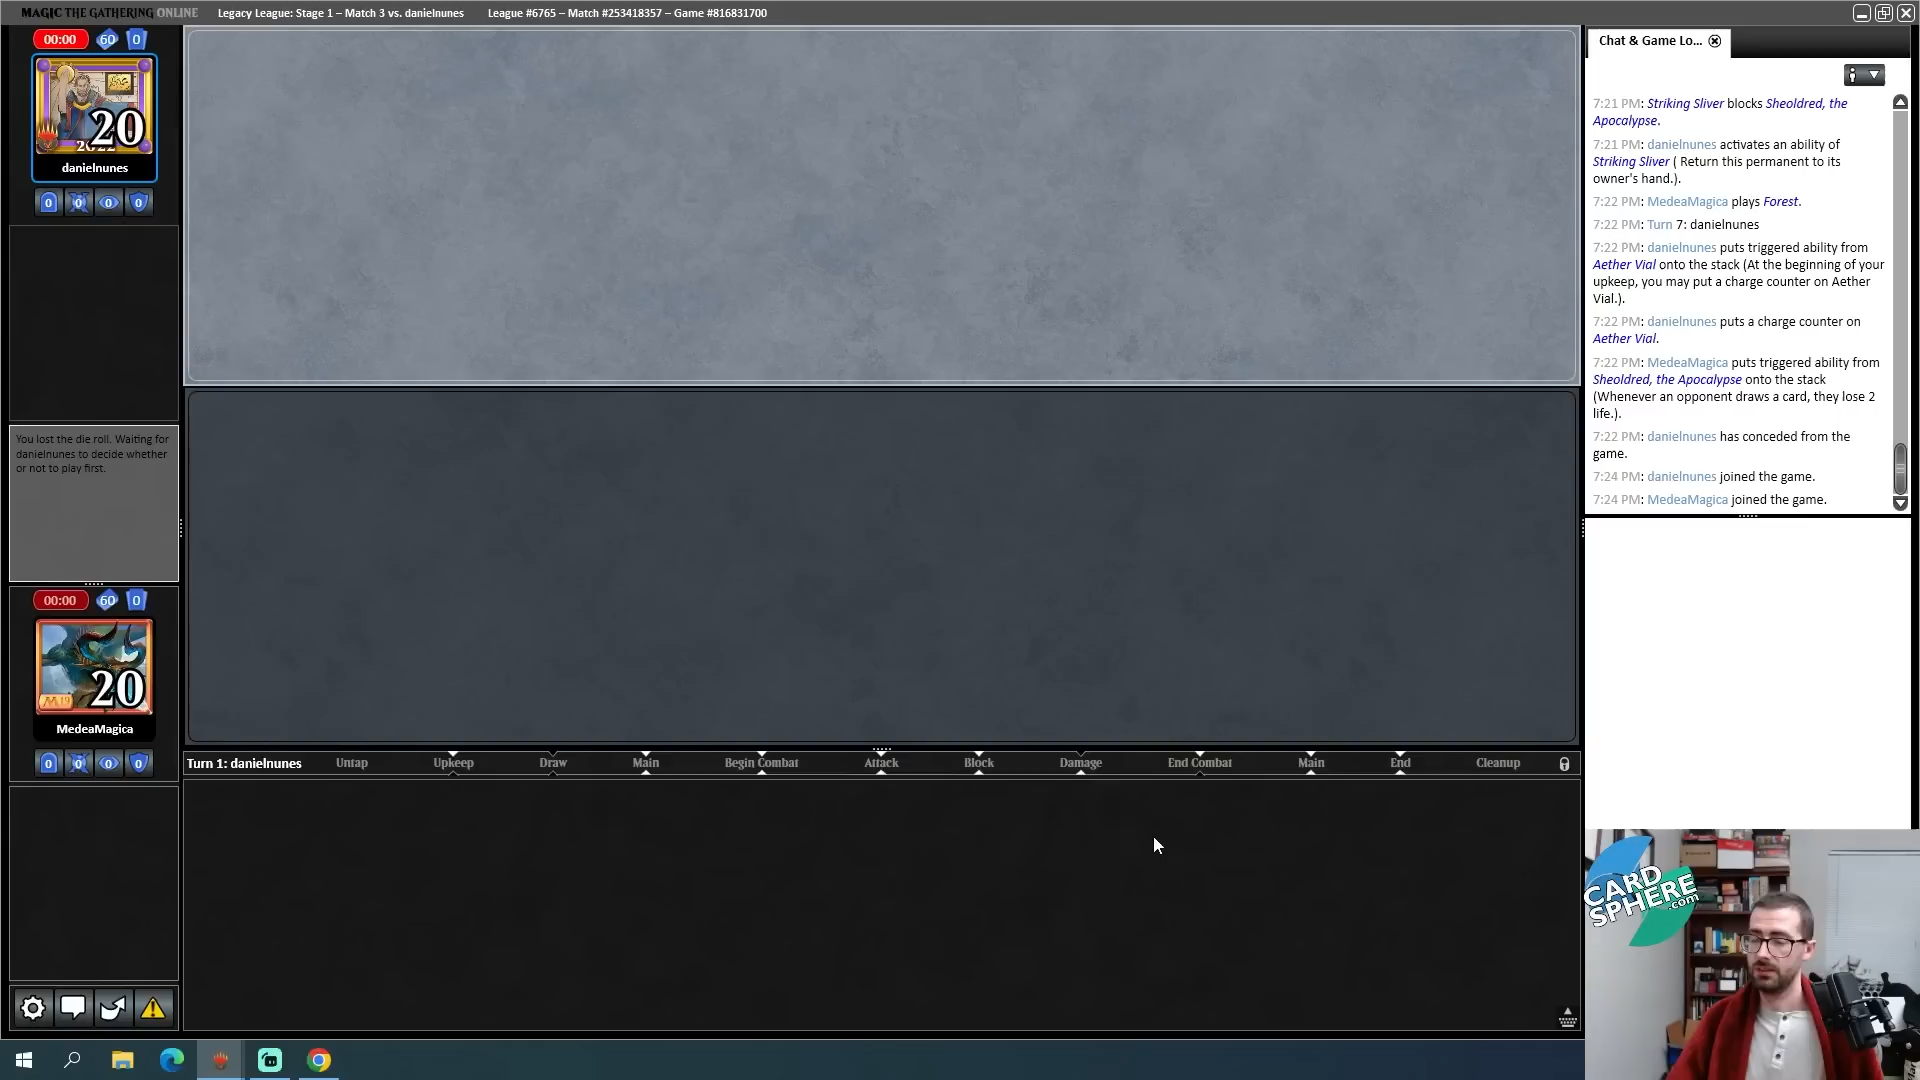 MAGIC THE GATHERING ONLINE
Legacy League: Stage 1 – Match 3 vs. danielnunes
League #6765 – Match #253418357 – Game #816831700
00:00
60
0
20
2022
danielnunes
0
0
0
0
You lost the die roll. Waiting for
danielnunes to decide whether
or not to play first.
00:00
60
0
M19
20
MedeaMagica
0
0
0
0
Turn 1: danielnunes
Untap
Upkeep
Draw
Main
Begin Combat
Attack
Block
Damage
End Combat
Main
End
Cleanup
Chat & Game Lo...
7:21 PM: Striking Sliver blocks Sheoldred, the
Apocalypse.
7:21 PM: danielnunes activates an ability of
Striking Sliver ( Return this permanent to its
owner's hand.).
7:22 PM: MedeaMagica plays Forest.
7:22 PM: Turn 7: danielnunes
7:22 PM: danielnunes puts triggered ability from
Aether Vial onto the stack (At the beginning of your
upkeep, you may put a charge counter on Aether
Vial.).
7:22 PM: danielnunes puts a charge counter on
Aether Vial.
7:22 PM: MedeaMagica puts triggered ability from
Sheoldred, the Apocalypse onto the stack
(Whenever an opponent draws a card, they lose 2
life.).
7:22 PM: danielnunes has conceded from the
game.
7:24 PM: danielnunes joined the game.
7:24 PM: MedeaMagica joined the game.
CARD
SPHERE
.com